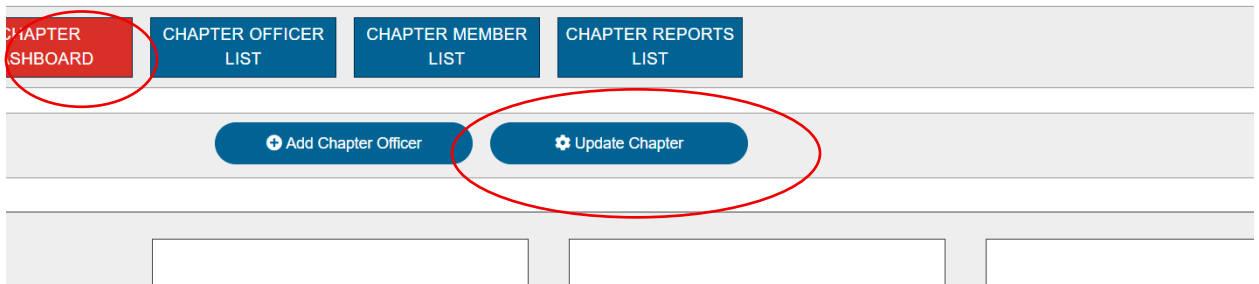 CHAPTER
SHBOARD
CHAPTER OFFICER
LIST
CHAPTER MEMBER
LIST
CHAPTER REPORTS
LIST
Add Chapter Officer
Update Chapter